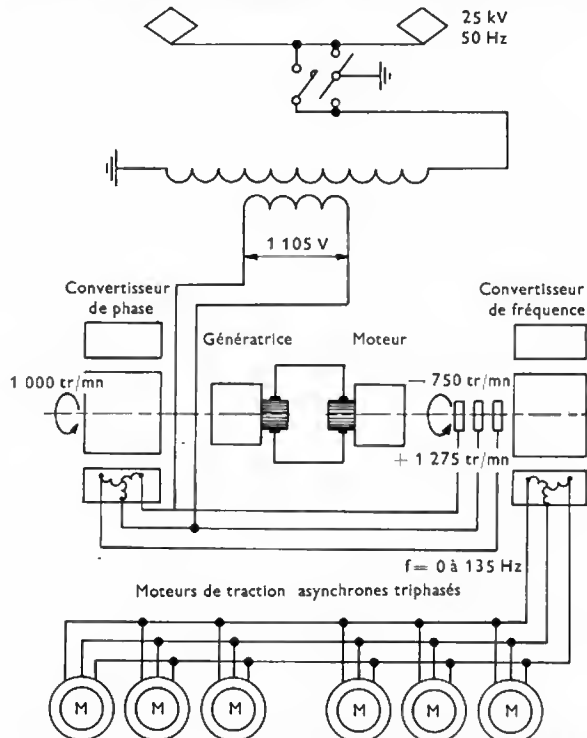 25 kV
50 Hz
1 105 V
Convertisseur
de phase
Convertisseur
de fréquence
Génératrice
Moteur
1 000 tr/mn
— 750 tr/mn
+ 1 275 tr/mn
f = 0 à 135 Hz
Moteurs de traction asynchrones triphasés
M
M
M
M
M
M